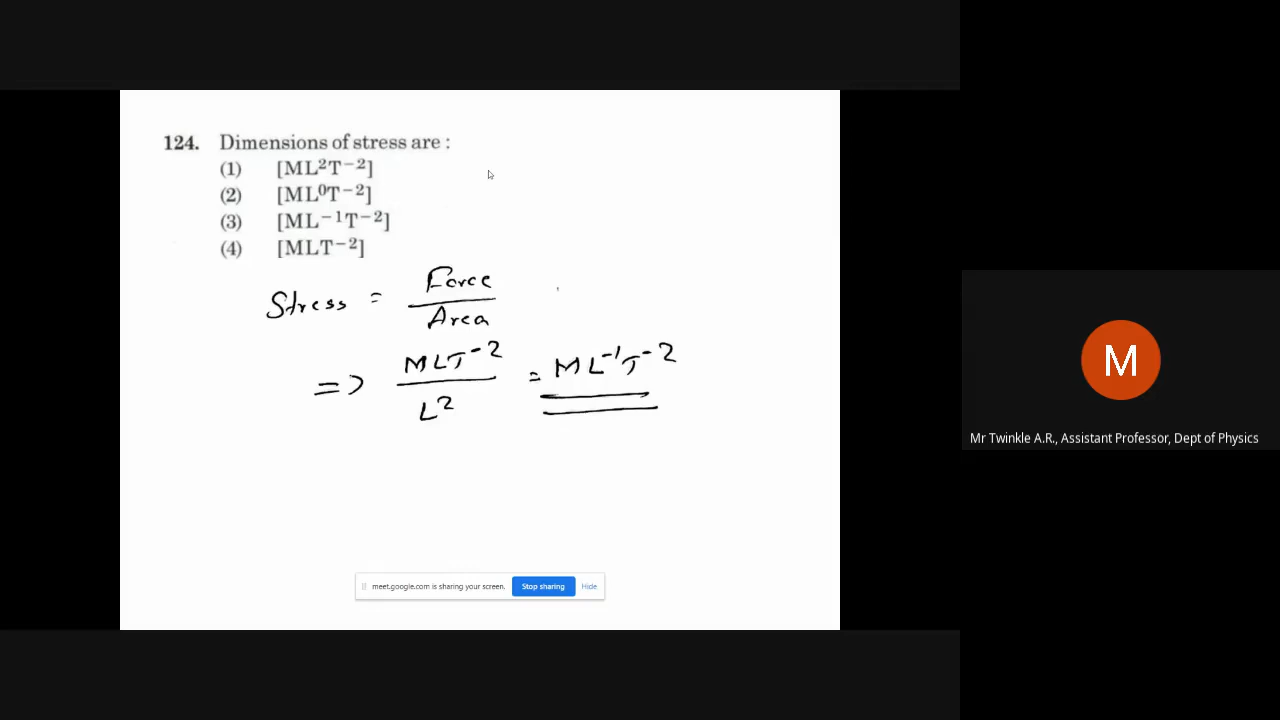 124. Dimensions of stress are :
(1) [ML²T⁻²]
(2) [ML⁰T⁻²]
(3) [ML⁻¹T⁻²]
(4) [MLT⁻²]
Stress = Force / Area
=> MLT⁻² / L² = ML⁻¹T⁻²
meet.google.com is sharing your screen. Stop sharing Hide
M
Mr Twinkle A.R., Assistant Professor, Dept of Physics